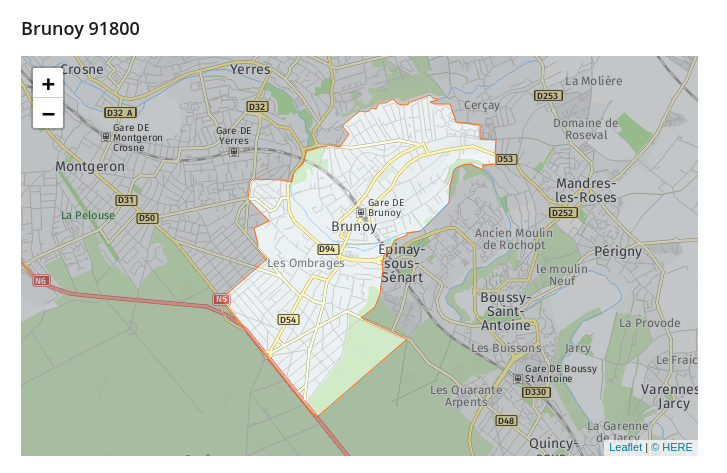 Brunoy 91800
+
−
Crosne
Yerres
La Molière
D253
D32 A
D32
Cerçay
Gare DE
Montgeron
Crosne
Gare DE
Yerres
Domaine de
Roseval
Montgeron
D53
Mandres-
les-Roses
D31
D50
La Pelouse
Gare DE
Brunoy
Brunoy
D252
Ancien Moulin
de Rochopt
D94
Épinay-
sous-
Sénart
Périgny
Les Ombrages
le moulin
Neuf
N6
N5
Boussy-
Saint-
Antoine
D54
La Provode
Les Buissons
Jarcy
Le Fraic
Gare DE Boussy
St Antoine
Les Quarante
Arpents
D330
Varennes
Jarcy
D48
La Garenne
de Jarcy
Quincy-
Leaflet | © HERE